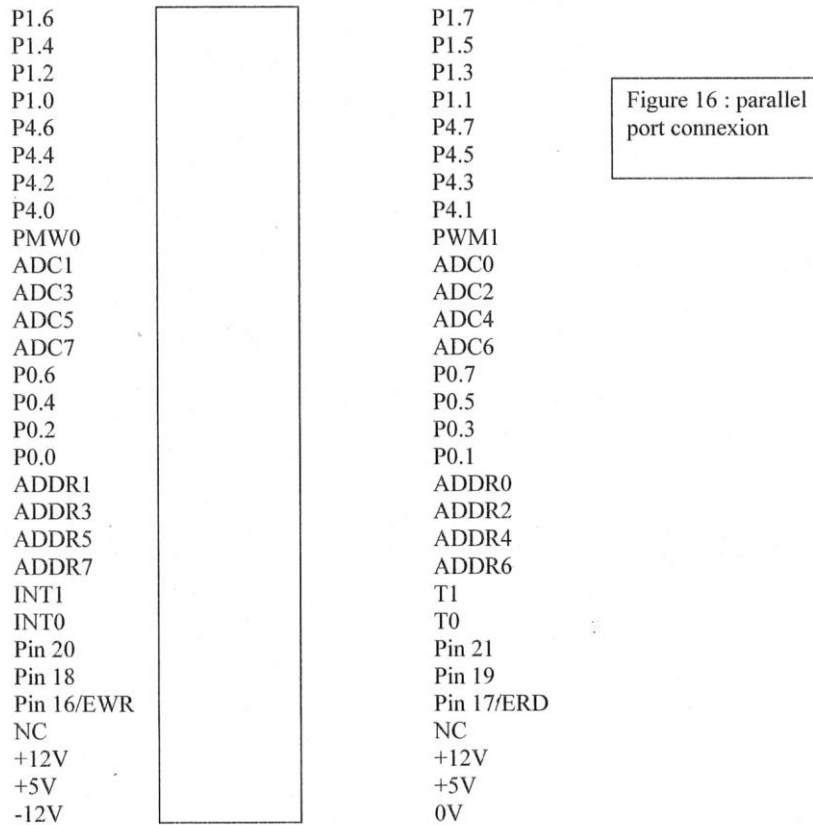 P1.6 P1.7
P1.4 P1.5
P1.2 P1.3
P1.0 P1.1
P4.6 P4.7
P4.4 P4.5
P4.2 P4.3
P4.0 P4.1
PMW0 PWM1
ADC1 ADC0
ADC3 ADC2
ADC5 ADC4
ADC7 ADC6
P0.6 P0.7
P0.4 P0.5
P0.2 P0.3
P0.0 P0.1
ADDR1 ADDR0
ADDR3 ADDR2
ADDR5 ADDR4
ADDR7 ADDR6
INT1 T1
INT0 T0
Pin 20 Pin 21
Pin 18 Pin 19
Pin 16/EWR Pin 17/ERD
NC NC
+12V +12V
+5V +5V
-12V 0V
Figure 16 : parallel
port connexion